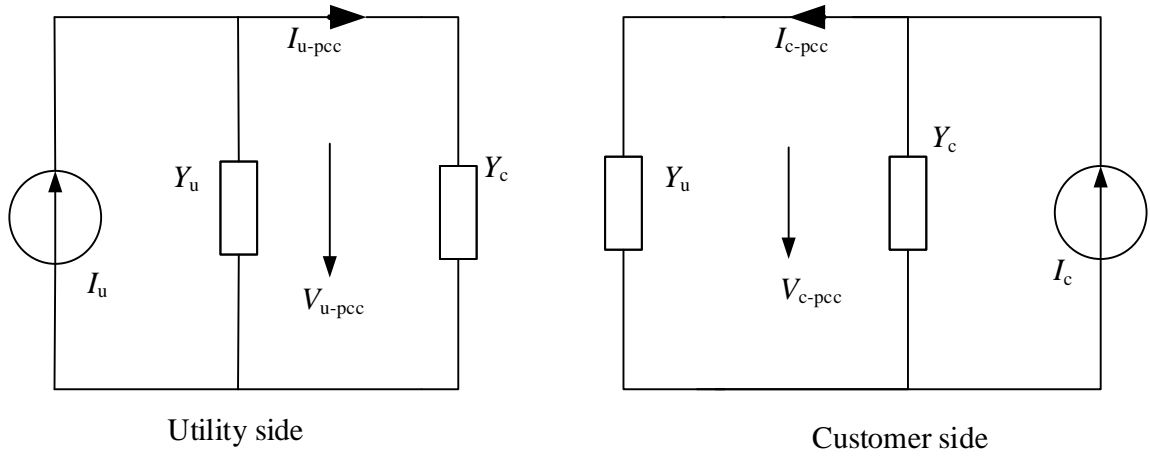 I_u-pcc
Y_u
Y_c
I_u
V_u-pcc
Utility side
I_c-pcc
Y_c
Y_u
I_c
V_c-pcc
Customer side